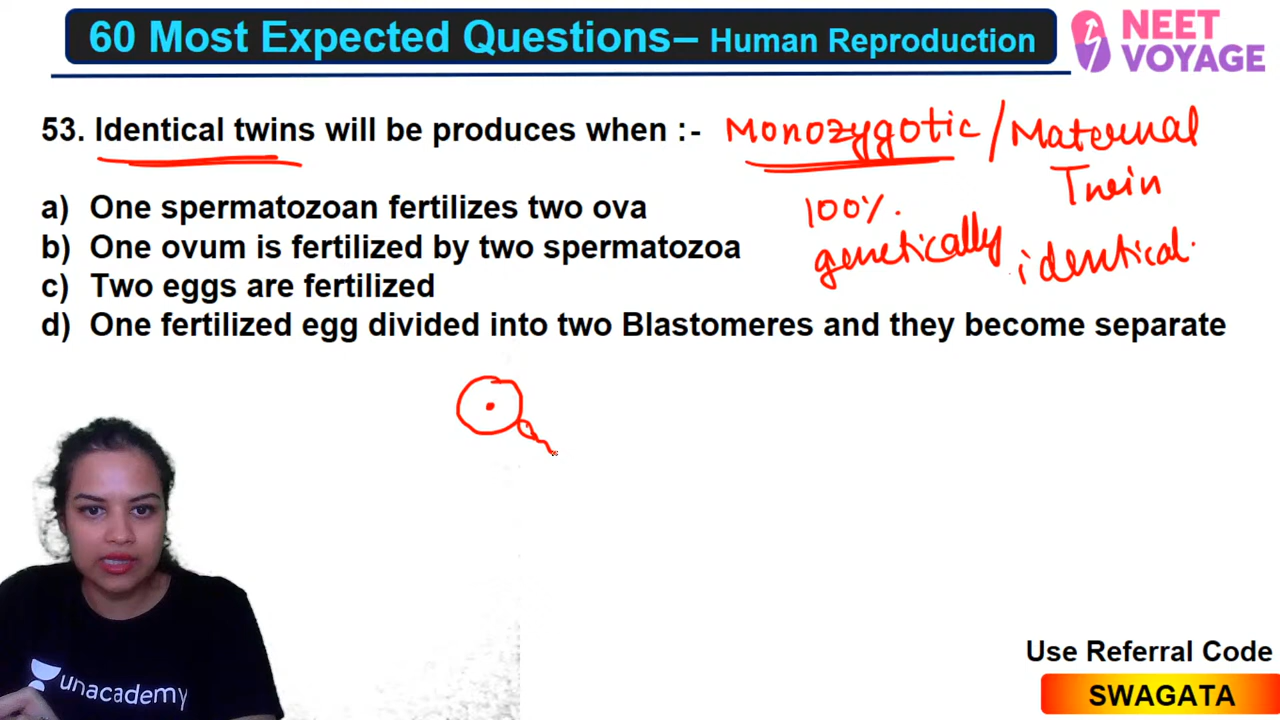 60 Most Expected Questions– Human Reproduction
NEET
VOYAGE
53. Identical twins will be produces when :-
Monozygotic / Maternal
Twin
100%.
genetically identical.
a) One spermatozoan fertilizes two ova
b) One ovum is fertilized by two spermatozoa
c) Two eggs are fertilized
d) One fertilized egg divided into two Blastomeres and they become separate
unacademy
Use Referral Code
SWAGATA